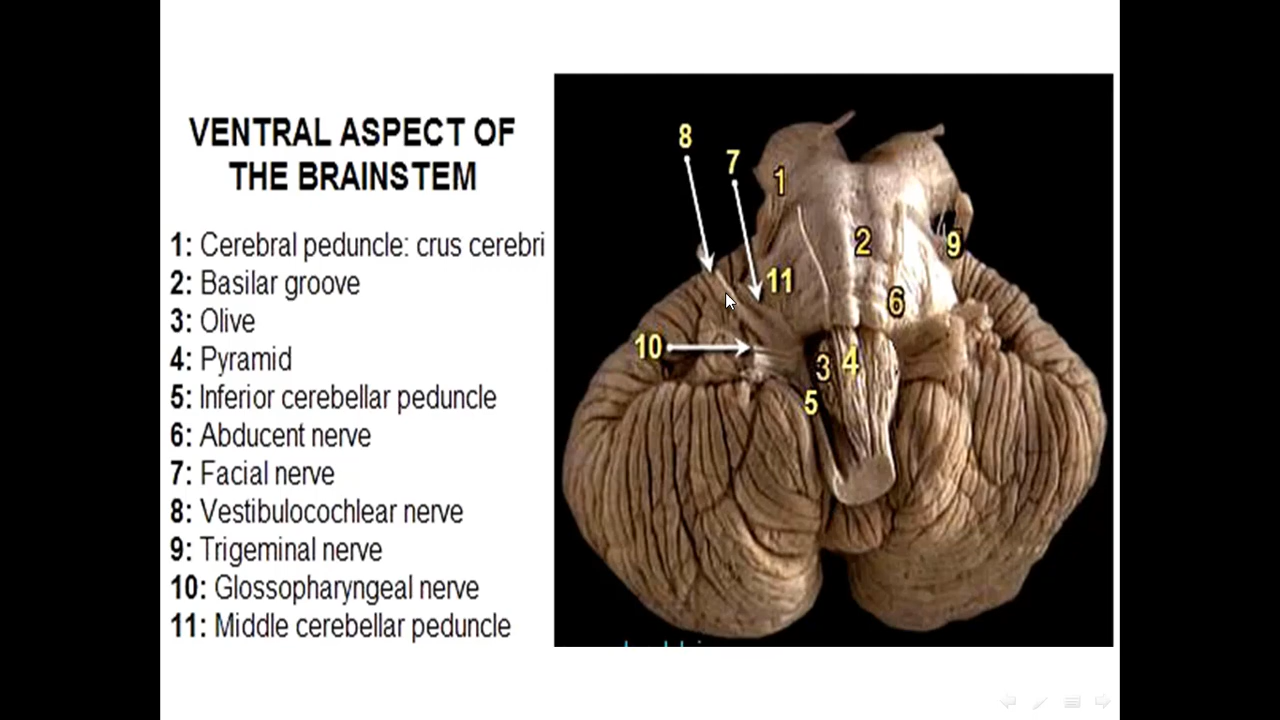 VENTRAL ASPECT OF
THE BRAINSTEM
1: Cerebral peduncle: crus cerebri
2: Basilar groove
3: Olive
4: Pyramid
5: Inferior cerebellar peduncle
6: Abducent nerve
7: Facial nerve
8: Vestibulocochlear nerve
9: Trigeminal nerve
10: Glossopharyngeal nerve
11: Middle cerebellar peduncle
8
7
1
2
9
11
6
10
3
4
5